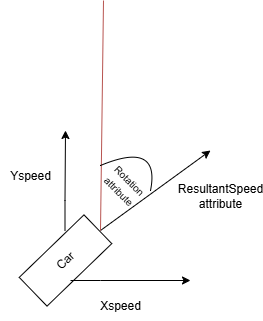 Yspeed
Rotation
attribute
ResultantSpeed
attribute
Car
Xspeed